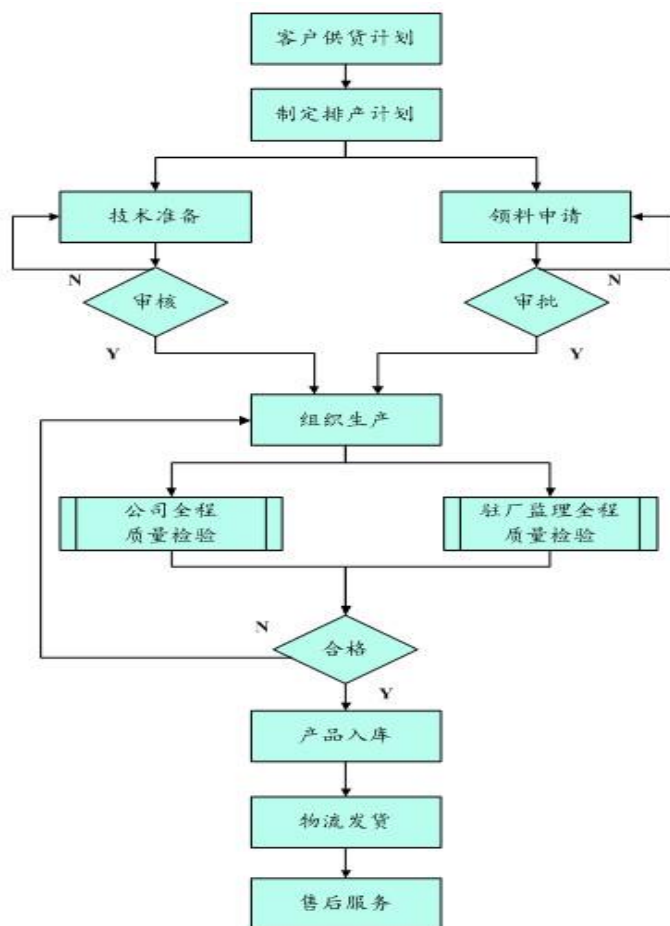 客户供货计划
制定排产计划
技术准备
领料申请
N
N
审核
审批
Y
Y
组织生产
公司全程
质量检验
驻厂监理全程
质量检验
N
合格
Y
产品入库
物流发货
售后服务